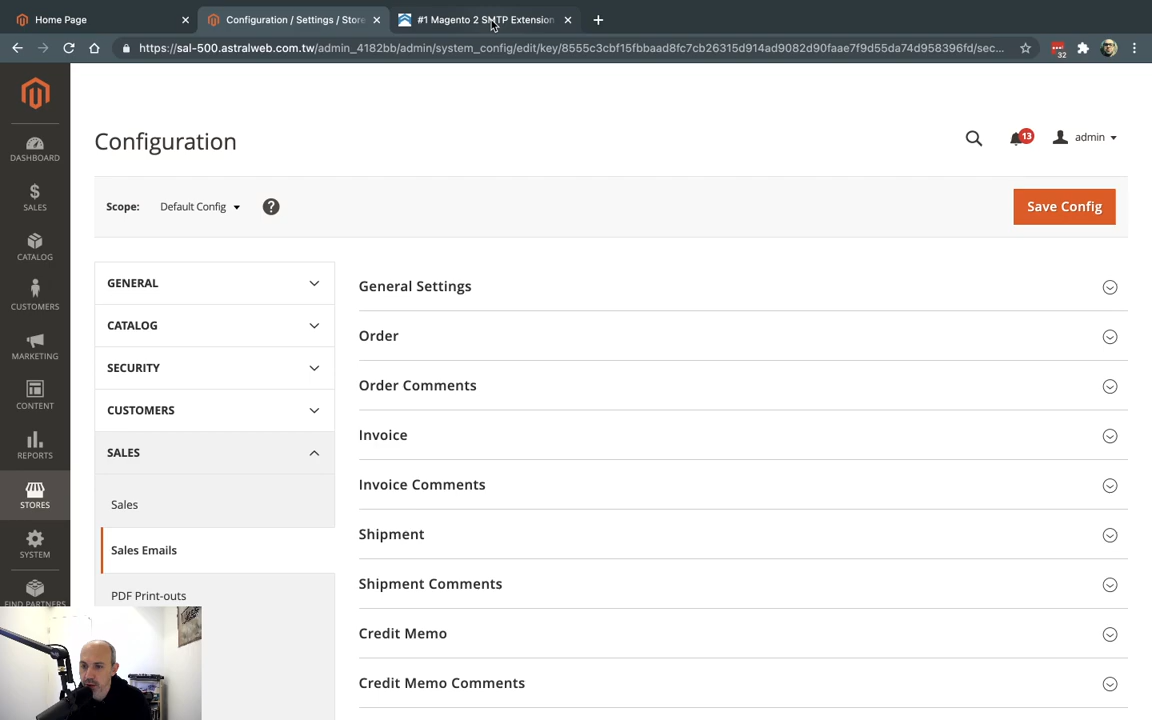 Home Page
Configuration / Settings / Store
#1 Magento 2 SMTP Extension
https://sal-500.astralweb.com.tw/admin_4182bb/admin/system_config/edit/key/8555c3cbf15fbbaad8fc7cb26315d914ad9082d90faae7f9d55da74d958396fd/sec...
32
Configuration
13
admin
Scope:
Default Config
?
Save Config
DASHBOARD
SALES
CATALOG
CUSTOMERS
MARKETING
CONTENT
REPORTS
STORES
SYSTEM
FIND PARTNERS
GENERAL
CATALOG
SECURITY
CUSTOMERS
SALES
Sales
Sales Emails
PDF Print-outs
General Settings
Order
Order Comments
Invoice
Invoice Comments
Shipment
Shipment Comments
Credit Memo
Credit Memo Comments